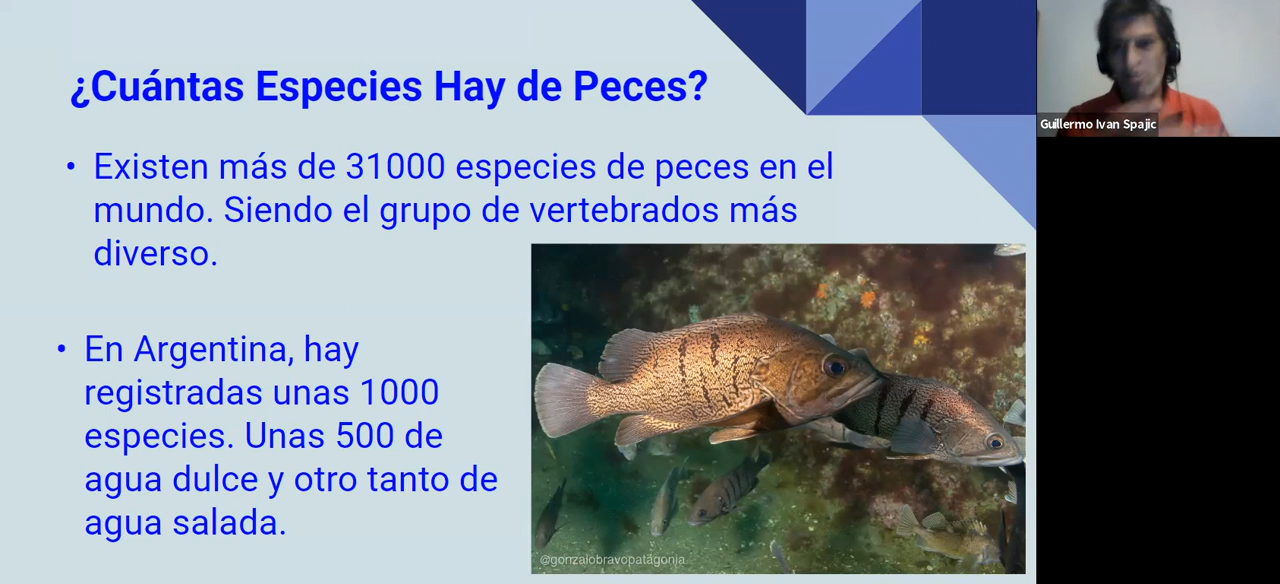 ¿Cuántas Especies Hay de Peces?
• Existen más de 31000 especies de peces en el
mundo. Siendo el grupo de vertebrados más
diverso.
• En Argentina, hay
registradas unas 1000
especies. Unas 500 de
agua dulce y otro tanto de
agua salada.
@gonzalobravopatagonia
Guillermo Ivan Spajic